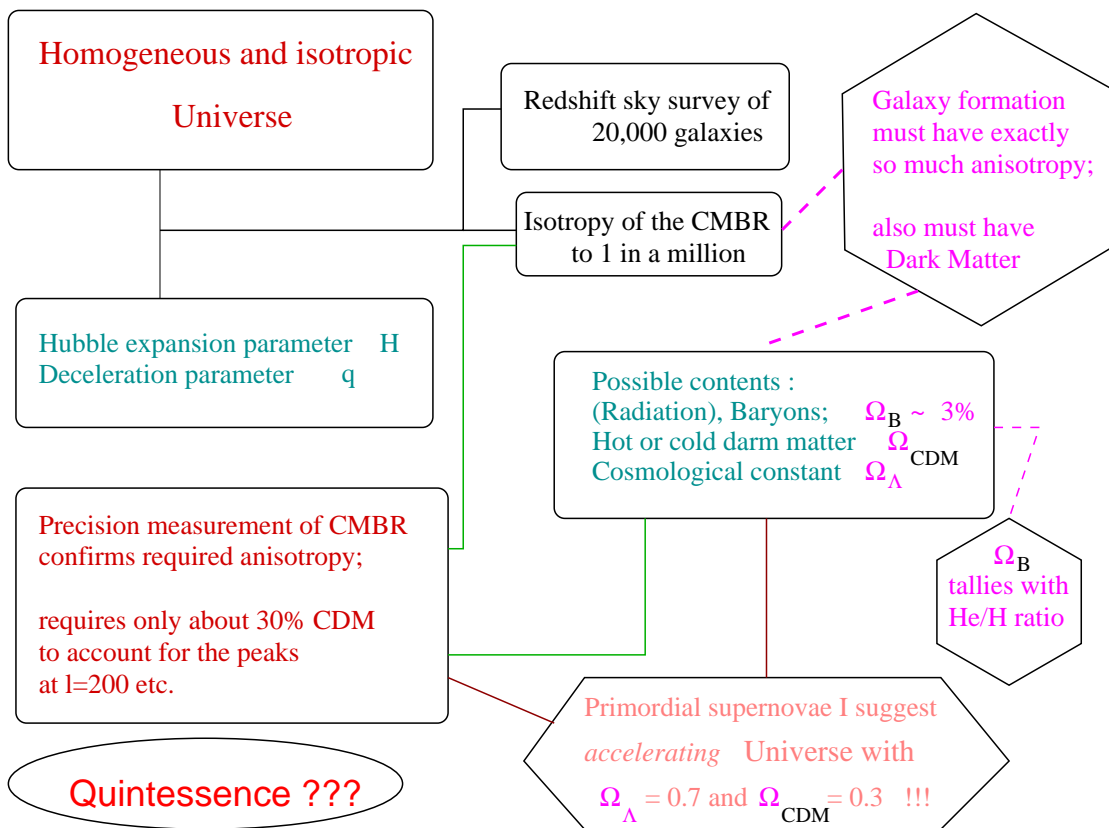 Homogeneous and isotropic
Universe
Redshift sky survey of
20,000 galaxies
Isotropy of the CMBR
to 1 in a million
Galaxy formation
must have exactly
so much anisotropy;
also must have
Dark Matter
Hubble expansion parameter H
Deceleration parameter q
Possible contents :
(Radiation), Baryons; Ω_B ~ 3%
Hot or cold darm matter Ω_CDM
Cosmological constant Ω_Λ
Precision measurement of CMBR
confirms required anisotropy;
requires only about 30% CDM
to account for the peaks
at l=200 etc.
Ω_B
tallies with
He/H ratio
Primordial supernovae I suggest
accelerating Universe with
Ω_Λ = 0.7 and Ω_CDM = 0.3 !!!
Quintessence ???